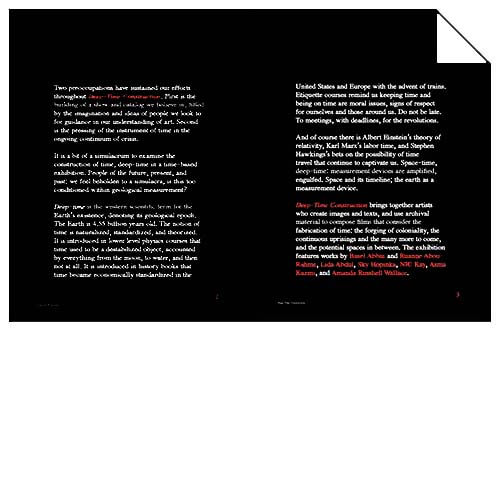 Two preoccupations have sustained our efforts
throughout Deep-Time Construction. First is the
building of a show and catalog we believe in, filled
by the imagination and ideas of people we look to
for guidance in our understanding of art. Second
is the pressing of the instrument of time in the
ongoing continuum of crisis.
It is a bit of a simulacrum to examine the
construction of time, deep-time in a time-based
exhibition. People of the future, present, and
past; we feel beholden to a simulacra, is this too
conditioned within geological measurement?
Deep-time is the western scientific term for the
Earth's existence, denoting its geological epoch.
The Earth is 4.55 billion years old. The notion of
time is naturalized, standardized, and theorized.
It is introduced in lower level physics courses that
time used to be a destabilized object, accounted
by everything from the moon, to water, and then
not at all. It is introduced in history books that
time became economically standardized in the
2
United States and Europe with the advent of trains.
Etiquette courses remind us keeping time and
being on time are moral issues, signs of respect
for ourselves and those around us. Do not be late.
To meetings, with deadlines, for the revolutions.
And of course there is Albert Einstein's theory of
relativity, Karl Marx's labor time, and Stephen
Hawkings's bets on the possibility of time
travel that continue to captivate us. Space-time,
deep-time: measurement devices are amplified,
engulfed. Space and its timeline; the earth as a
measurement device.
Deep-Time Construction brings together artists
who create images and texts, and use archival
material to compose films that consider the
fabrication of time; the forging of coloniality, the
continuous uprisings and the many more to come,
and the potential spaces in between. The exhibition
features works by Basel Abbas and Ruanne Abou-
Rahme, Lida Abdul, Sky Hopinka, NIC Kay, Asma
Kazmi, and Amanda Russhell Wallace.
Deep-Time Construction
3